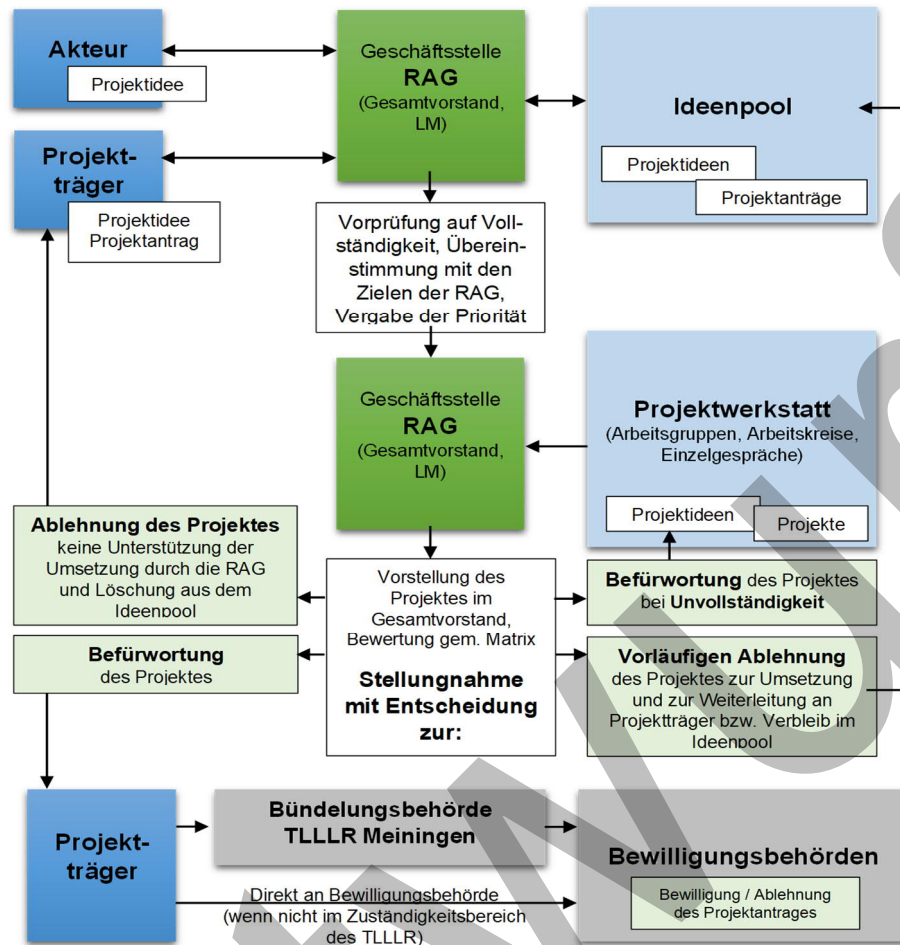 Akteur
Projektidee
Geschäftsstelle
RAG
(Gesamtvorstand,
LM)
Ideenpool
Projektideen
Projektanträge
Projekt-
träger
Projektidee
Projektantrag
Vorprüfung auf Voll-
ständigkeit, Überein-
stimmung mit den
Zielen der RAG,
Vergabe der Priorität
Geschäftsstelle
RAG
(Gesamtvorstand,
LM)
Projektwerkstatt
(Arbeitsgruppen, Arbeitskreise,
Einzelgespräche)
Projektideen
Projekte
Ablehnung des Projektes
keine Unterstützung der
Umsetzung durch die RAG
und Löschung aus dem
Ideenpool
Befürwortung
des Projektes
Vorstellung des
Projektes im
Gesamtvorstand,
Bewertung gem. Matrix
Stellungnahme
mit Entscheidung
zur:
Befürwortung des Projektes
bei Unvollständigkeit
Vorläufigen Ablehnung
des Projektes zur Umsetzung
und zur Weiterleitung an
Projektträger bzw. Verbleib im
Ideenpool
Projekt-
träger
Bündelungsbehörde
TLLLR Meiningen
Direkt an Bewilligungsbehörde
(wenn nicht im Zuständigkeitsbereich
des TLLLR)
Bewilligungsbehörden
Bewilligung / Ablehnung
des Projektantrages